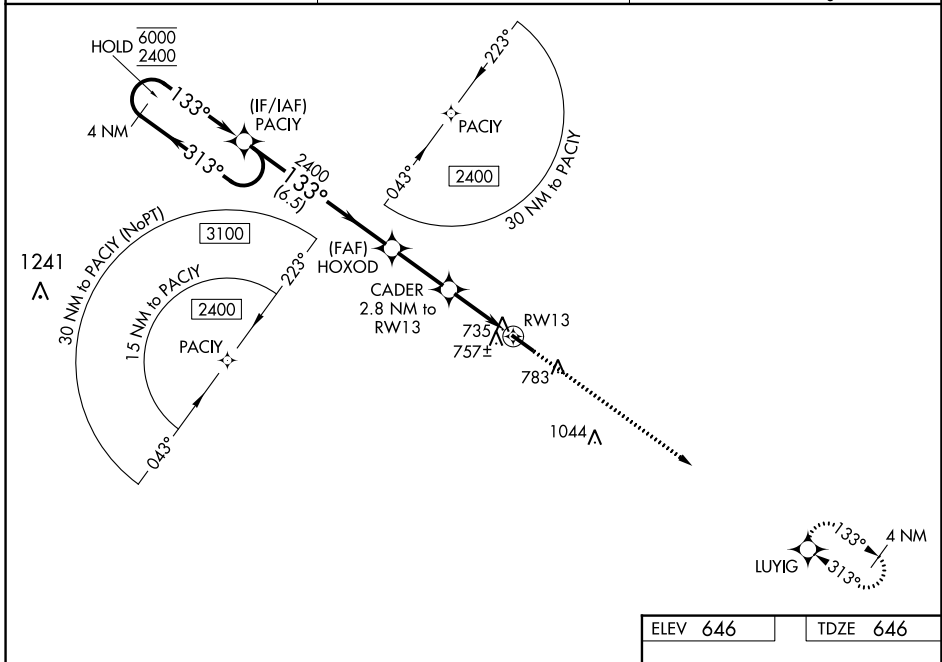 HOLD 6000
2400
133°
4 NM
313°
(IF/IAF)
PACIY
2400
133°
(6.5)
223°
PACIY
043°
2400
30 NM to PACIY
30 NM to PACIY (NoPT)
3100
15 NM to PACIY
2400
223°
PACIY
043°
1241
(FAF)
HOXOD
CADER
2.8 NM to
RW13
RW13
735
757±
783
1044
133°
4 NM
313°
LUYIG
ELEV 646
TDZE 646